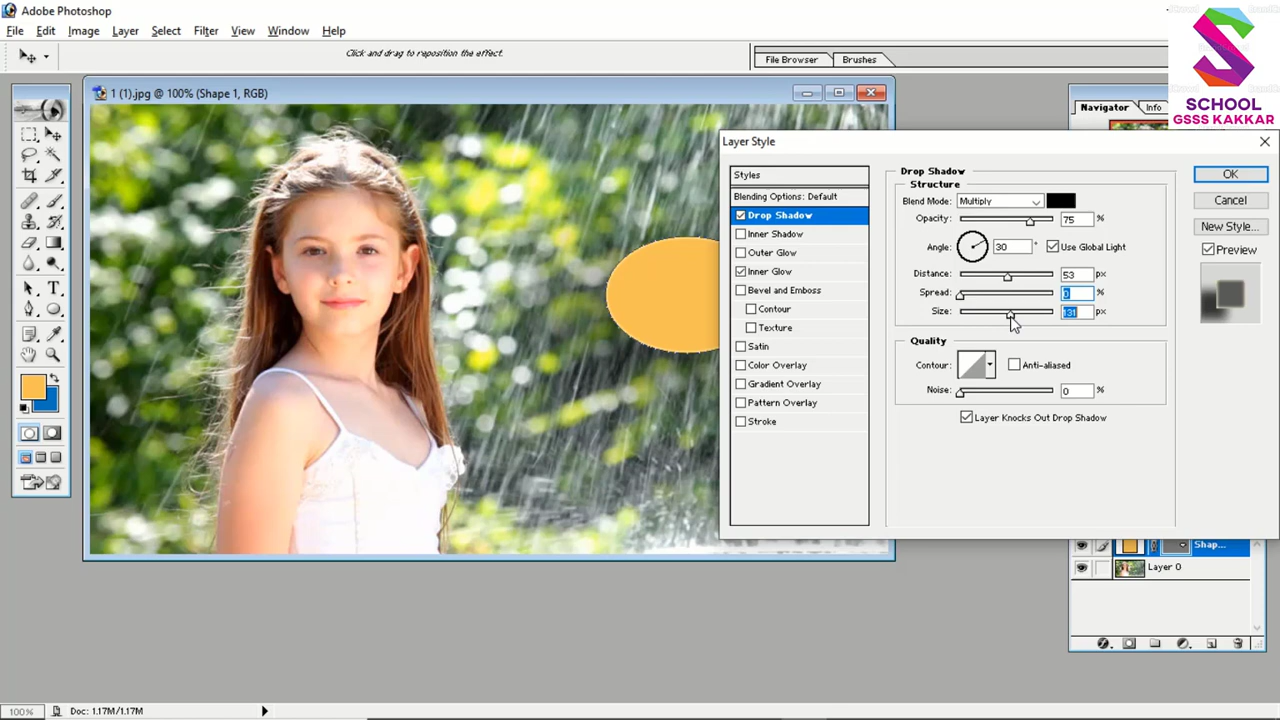 Adobe Photoshop
File Edit Image Layer Select Filter View Window Help
Click and drag to reposition the effect.
File Browser
Brushes
SCHOOL
GSSS KAKKAR
1 (1).jpg @ 100% (Shape 1, RGB)
Navigator
Info
Layer Style
Styles
Blending Options: Default
Drop Shadow
Inner Shadow
Outer Glow
Inner Glow
Bevel and Emboss
Contour
Texture
Satin
Color Overlay
Gradient Overlay
Pattern Overlay
Stroke
Drop Shadow
Structure
Blend Mode: Multiply
Opacity: 75 %
Angle: 30 ° Use Global Light
Distance: 53 px
Spread: 0 %
Size: 131 px
Quality
Contour: Anti-aliased
Noise: 0 %
Layer Knocks Out Drop Shadow
OK
Cancel
New Style...
Preview
Shap...
Layer 0
100%
Doc: 1.17M/1.17M